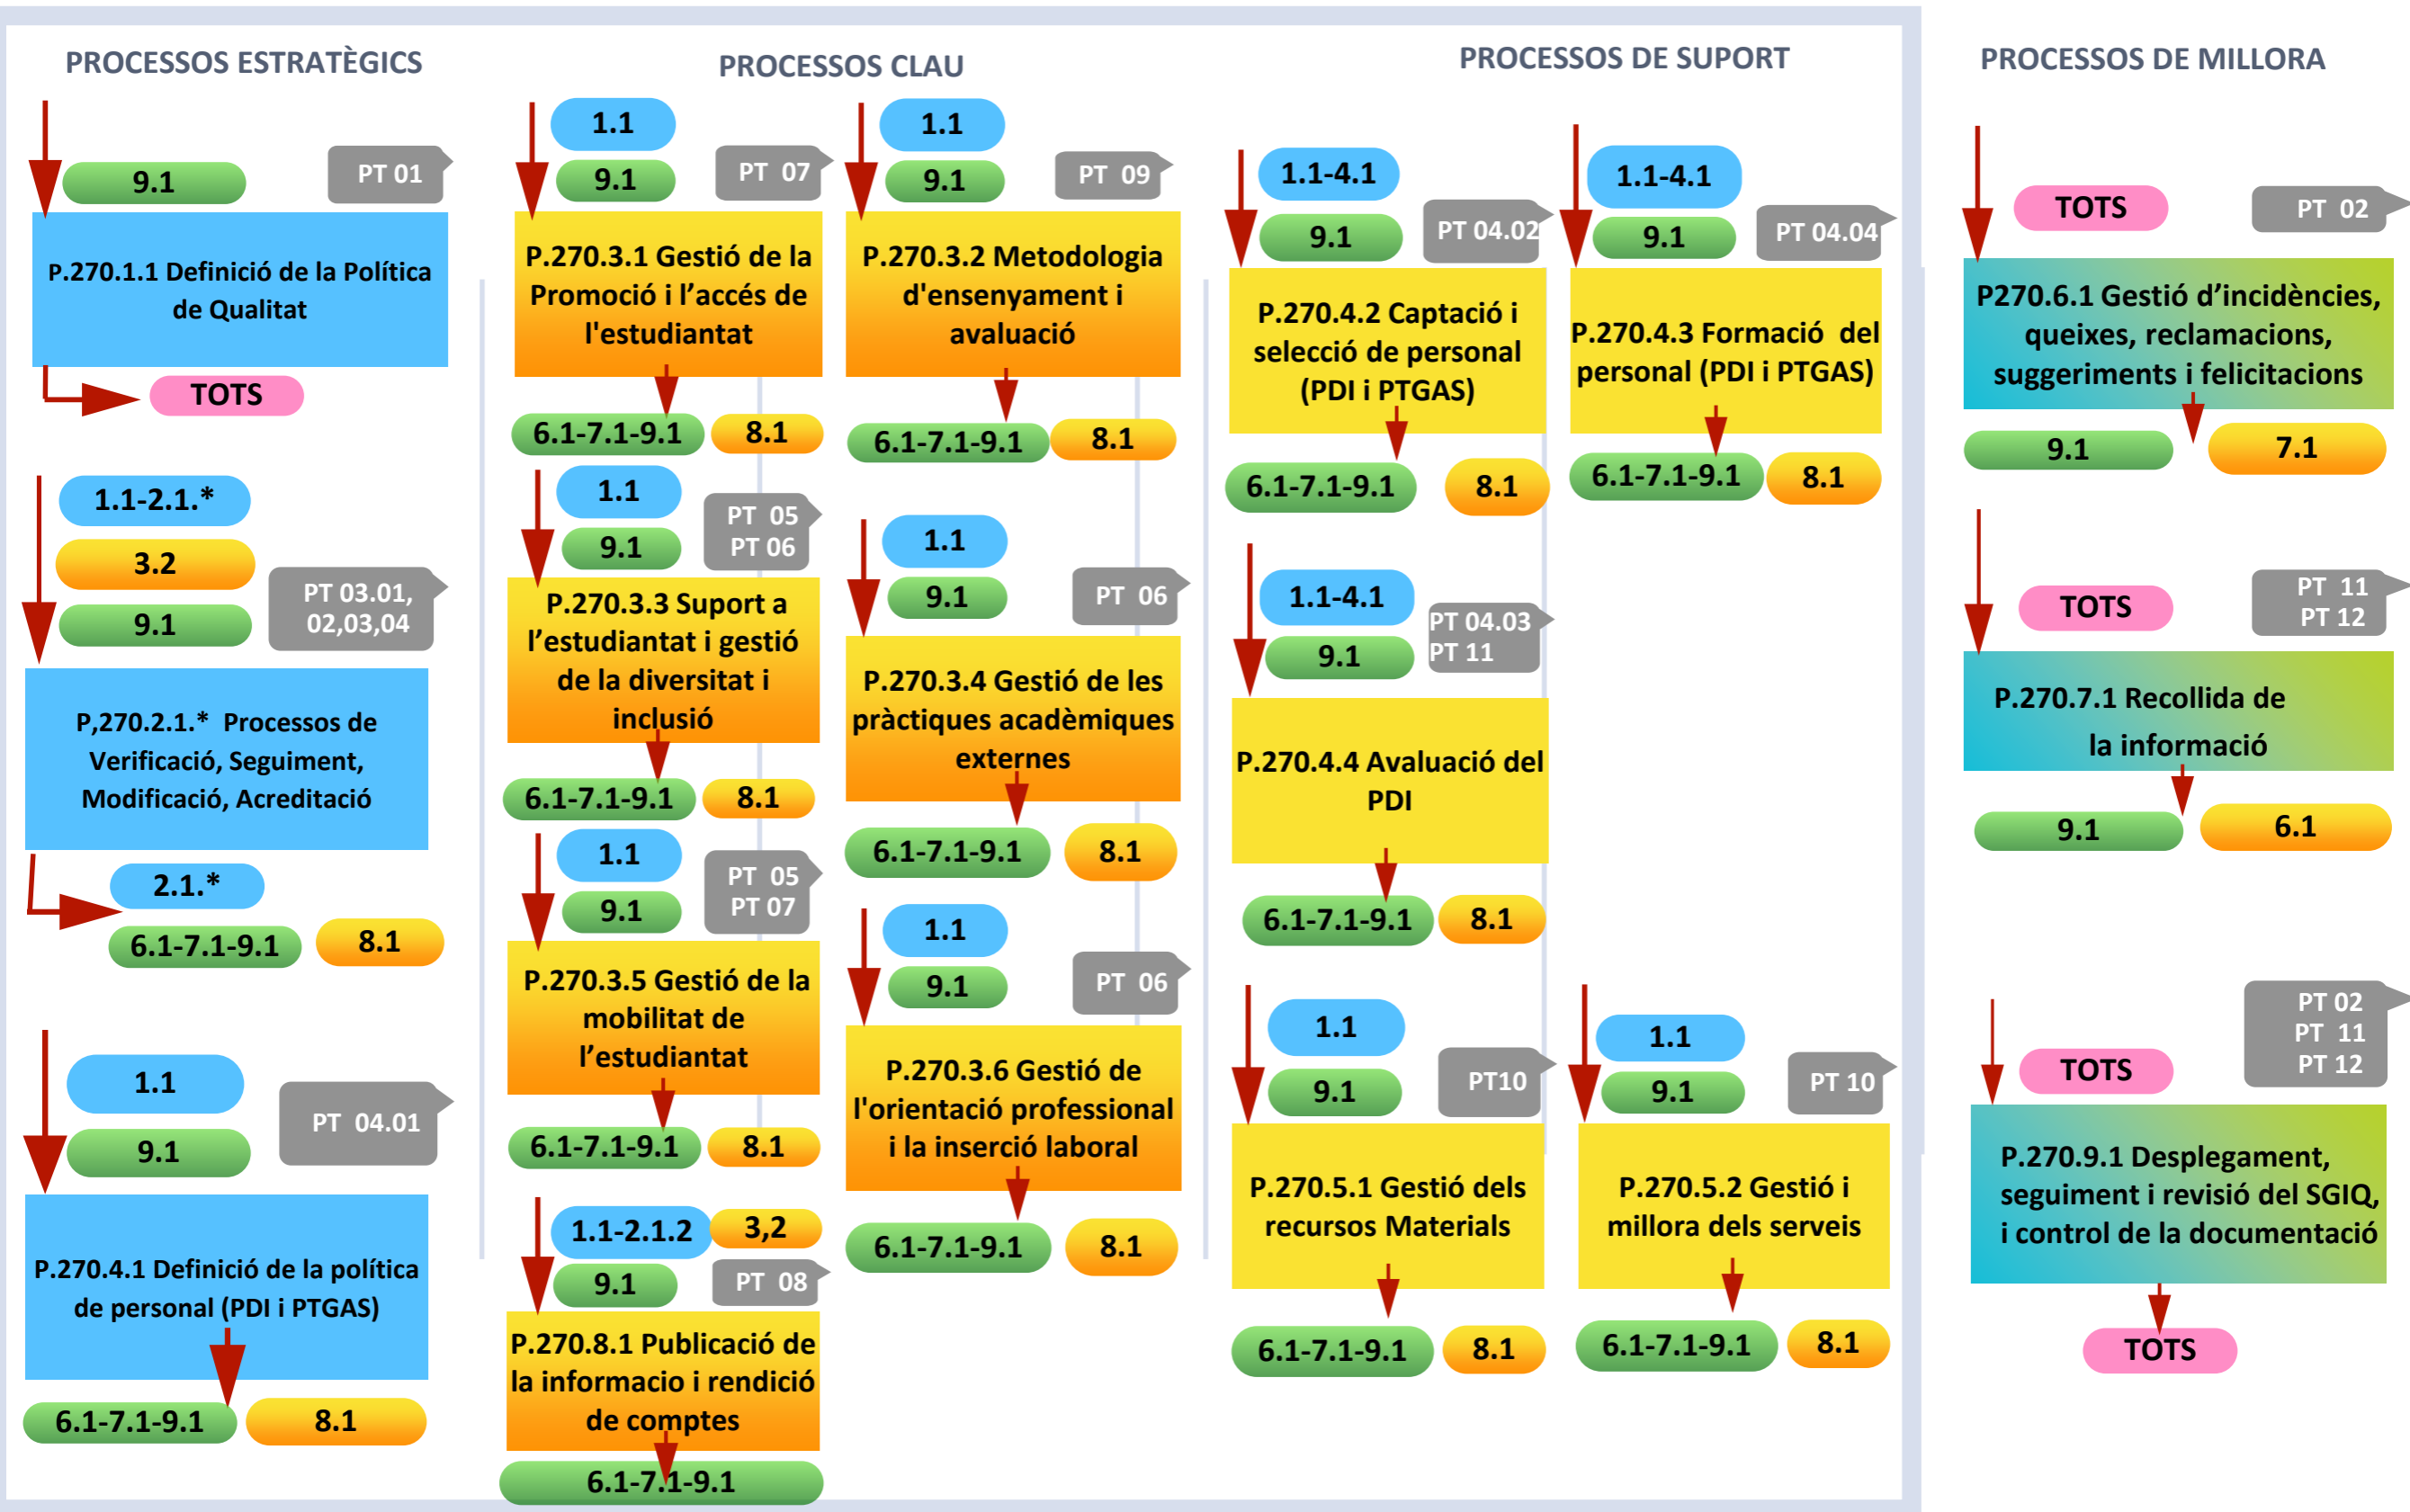 PROCESSOS ESTRATÈGICS
9.1
PT 01
P.270.1.1 Definició de la Política
de Qualitat
TOTS
1.1-2.1.*
3.2
9.1
PT 03.01,
02,03,04
P,270.2.1.* Processos de
Verificació, Seguiment,
Modificació, Acreditació
2.1.*
6.1-7.1-9.1
8.1
1.1
9.1
PT 04.01
P.270.4.1 Definició de la política
de personal (PDI i PTGAS)
6.1-7.1-9.1
8.1
PROCESSOS CLAU
1.1
9.1
PT 07
P.270.3.1 Gestió de la
Promoció i l’accés de
l'estudiantat
6.1-7.1-9.1
8.1
1.1
9.1
PT 05
PT 06
P.270.3.3 Suport a
l’estudiantat i gestió
de la diversitat i
inclusió
6.1-7.1-9.1
8.1
1.1
9.1
PT 05
PT 07
P.270.3.5 Gestió de la
mobilitat de
l’estudiantat
6.1-7.1-9.1
8.1
1.1-2.1.2
3,2
9.1
PT 08
P.270.8.1 Publicació de
la informacio i rendició
de comptes
6.1-7.1-9.1
1.1
9.1
PT 09
P.270.3.2 Metodologia
d'ensenyament i
avaluació
6.1-7.1-9.1
8.1
1.1
9.1
PT 06
P.270.3.4 Gestió de les
pràctiques acadèmiques
externes
6.1-7.1-9.1
8.1
1.1
9.1
PT 06
P.270.3.6 Gestió de
l'orientació professional
i la inserció laboral
6.1-7.1-9.1
8.1
PROCESSOS DE SUPORT
1.1-4.1
9.1
PT 04.02
P.270.4.2 Captació i
selecció de personal
(PDI i PTGAS)
6.1-7.1-9.1
8.1
1.1-4.1
9.1
PT 04.03
PT 11
P.270.4.4 Avaluació del
PDI
6.1-7.1-9.1
8.1
1.1
9.1
PT10
P.270.5.1 Gestió dels
recursos Materials
6.1-7.1-9.1
8.1
1.1-4.1
9.1
PT 04.04
P.270.4.3 Formació del
personal (PDI i PTGAS)
6.1-7.1-9.1
8.1
1.1
9.1
PT 10
P.270.5.2 Gestió i
millora dels serveis
6.1-7.1-9.1
8.1
PROCESSOS DE MILLORA
TOTS
PT 02
P270.6.1 Gestió d’incidències,
queixes, reclamacions,
suggeriments i felicitacions
9.1
7.1
TOTS
PT 11
PT 12
P.270.7.1 Recollida de
la informació
9.1
6.1
PT 02
PT 11
PT 12
TOTS
P.270.9.1 Desplegament,
seguiment i revisió del SGIQ,
i control de la documentació
TOTS